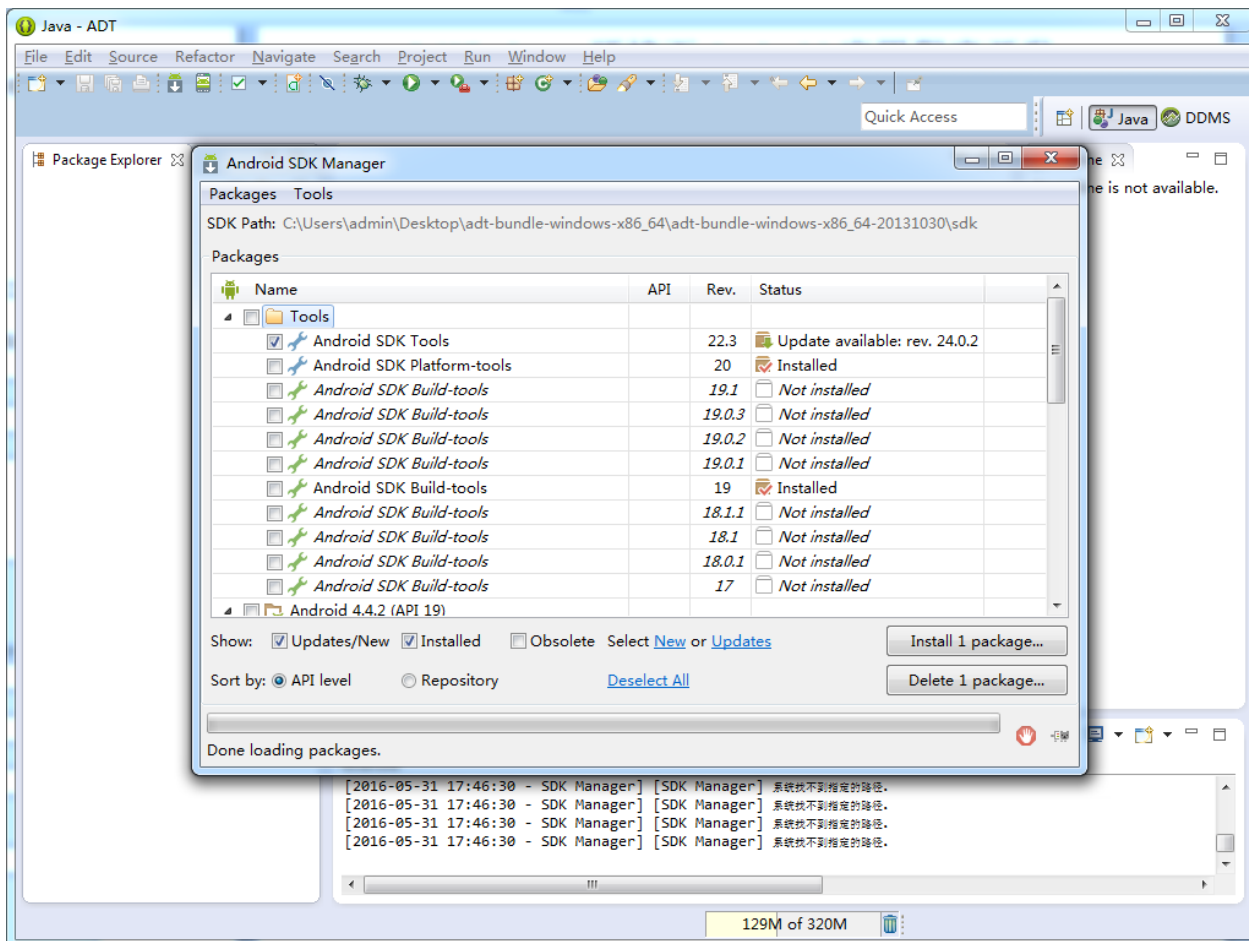 Java - ADT
File Edit Source Refactor Navigate Search Project Run Window Help
Quick Access
Java DDMS
Package Explorer
ne
ne is not available.
Android SDK Manager
Packages Tools
SDK Path: C:\Users\admin\Desktop\adt-bundle-windows-x86_64\adt-bundle-windows-x86_64-20131030\sdk
Packages
Name API Rev. Status
Tools
Android SDK Tools 22.3 Update available: rev. 24.0.2
Android SDK Platform-tools 20 Installed
Android SDK Build-tools 19.1 Not installed
Android SDK Build-tools 19.0.3 Not installed
Android SDK Build-tools 19.0.2 Not installed
Android SDK Build-tools 19.0.1 Not installed
Android SDK Build-tools 19 Installed
Android SDK Build-tools 18.1.1 Not installed
Android SDK Build-tools 18.1 Not installed
Android SDK Build-tools 18.0.1 Not installed
Android SDK Build-tools 17 Not installed
Android 4.4.2 (API 19)
Show: Updates/New Installed Obsolete Select New or Updates Install 1 package...
Sort by: API level Repository Deselect All Delete 1 package...
Done loading packages.
[2016-05-31 17:46:30 - SDK Manager] [SDK Manager] 系统找不到指定的路径.
[2016-05-31 17:46:30 - SDK Manager] [SDK Manager] 系统找不到指定的路径.
[2016-05-31 17:46:30 - SDK Manager] [SDK Manager] 系统找不到指定的路径.
[2016-05-31 17:46:30 - SDK Manager] [SDK Manager] 系统找不到指定的路径.
129M of 320M